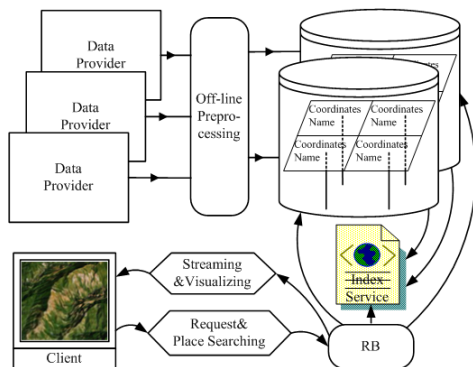 Data
Provider
Data
Provider
Data
Provider
Off-line
Preprο-
cessing
Coordinates
Name
Coordinates
Name
Coordinates
Name
Coordinates
Name
Index
Service
Streaming
&Visualizing
Request&
Place Searching
Client
RB